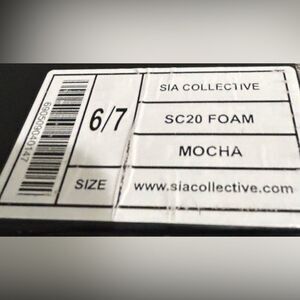 SIA COLLECTIVE
6/7
SC20 FOAM
MOCHA
SIZE
www.siacollective.com